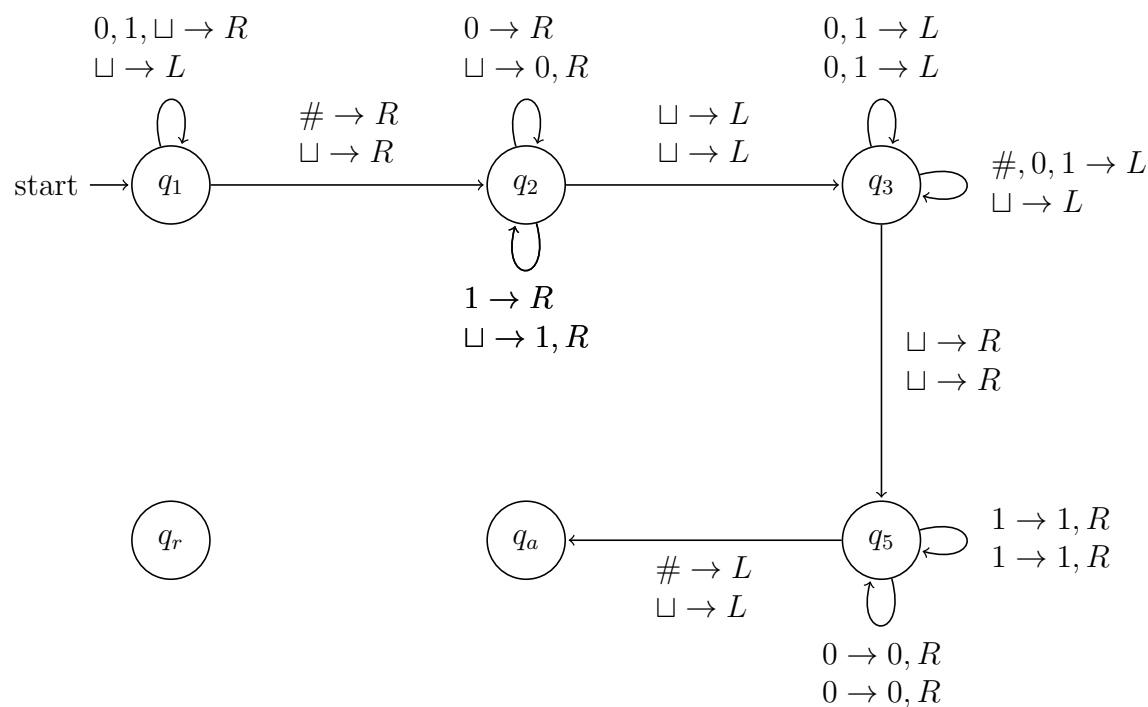 0, 1, ⊔ → R
⊔ → L
0 → R
⊔ → 0, R
0, 1 → L
0, 1 → L
# → R
⊔ → R
⊔ → L
⊔ → L
#, 0, 1 → L
⊔ → L
start
q1
q2
q3
1 → R
⊔ → 1, R
⊔ → R
⊔ → R
qr
qa
q5
1 → 1, R
1 → 1, R
# → L
⊔ → L
0 → 0, R
0 → 0, R